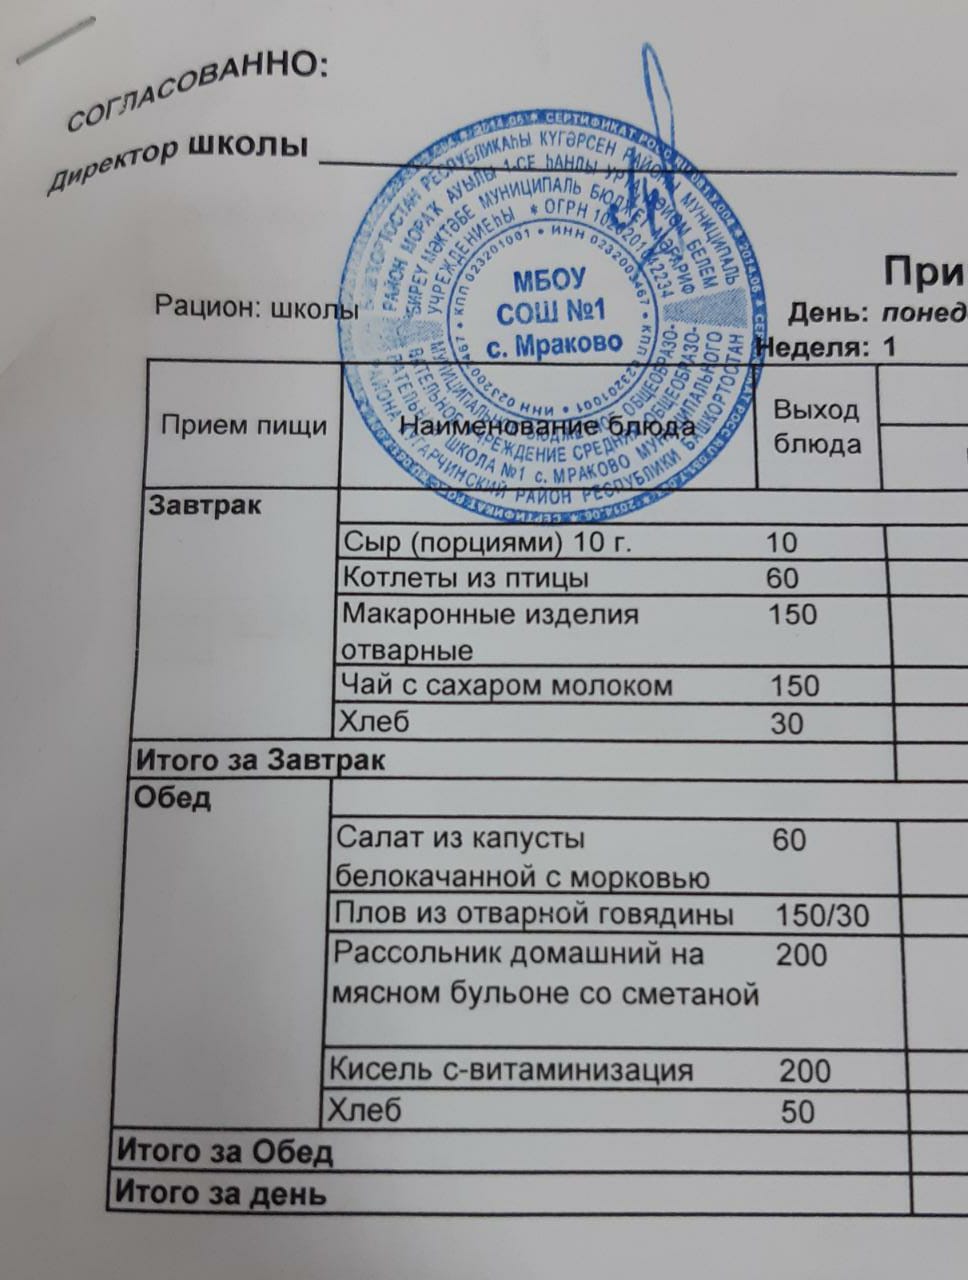 СОГЛАСОВАННО:
Директор школы
МБОУ
СОШ №1
с. Мраково
При
Рацион: школы
День: понед
Неделя: 1
Прием пищи Наименование блюда Выход блюда
Завтрак
Сыр (порциями) 10 г. 10
Котлеты из птицы 60
Макаронные изделия 150
отварные
Чай с сахаром молоком 150
Хлеб 30
Итого за Завтрак
Обед
Салат из капусты 60
белокачанной с морковью
Плов из отварной говядины 150/30
Рассольник домашний на 200
мясном бульоне со сметаной
Кисель с-витаминизация 200
Хлеб 50
Итого за Обед
Итого за день